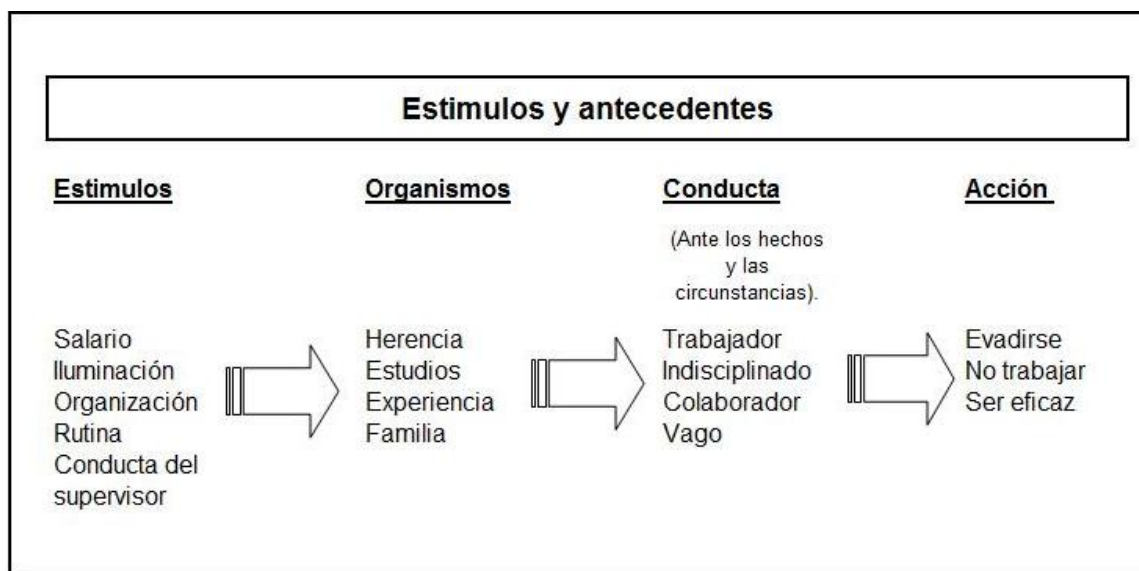 Estimulos y antecedentes
Estimulos
Organismos
Conducta
Acción
(Ante los hechos
y las
circunstancias).
Salario
Iluminación
Organización
Rutina
Conducta del
supervisor
Herencia
Estudios
Experiencia
Familia
Trabajador
Indisciplinado
Colaborador
Vago
Evadirse
No trabajar
Ser eficaz